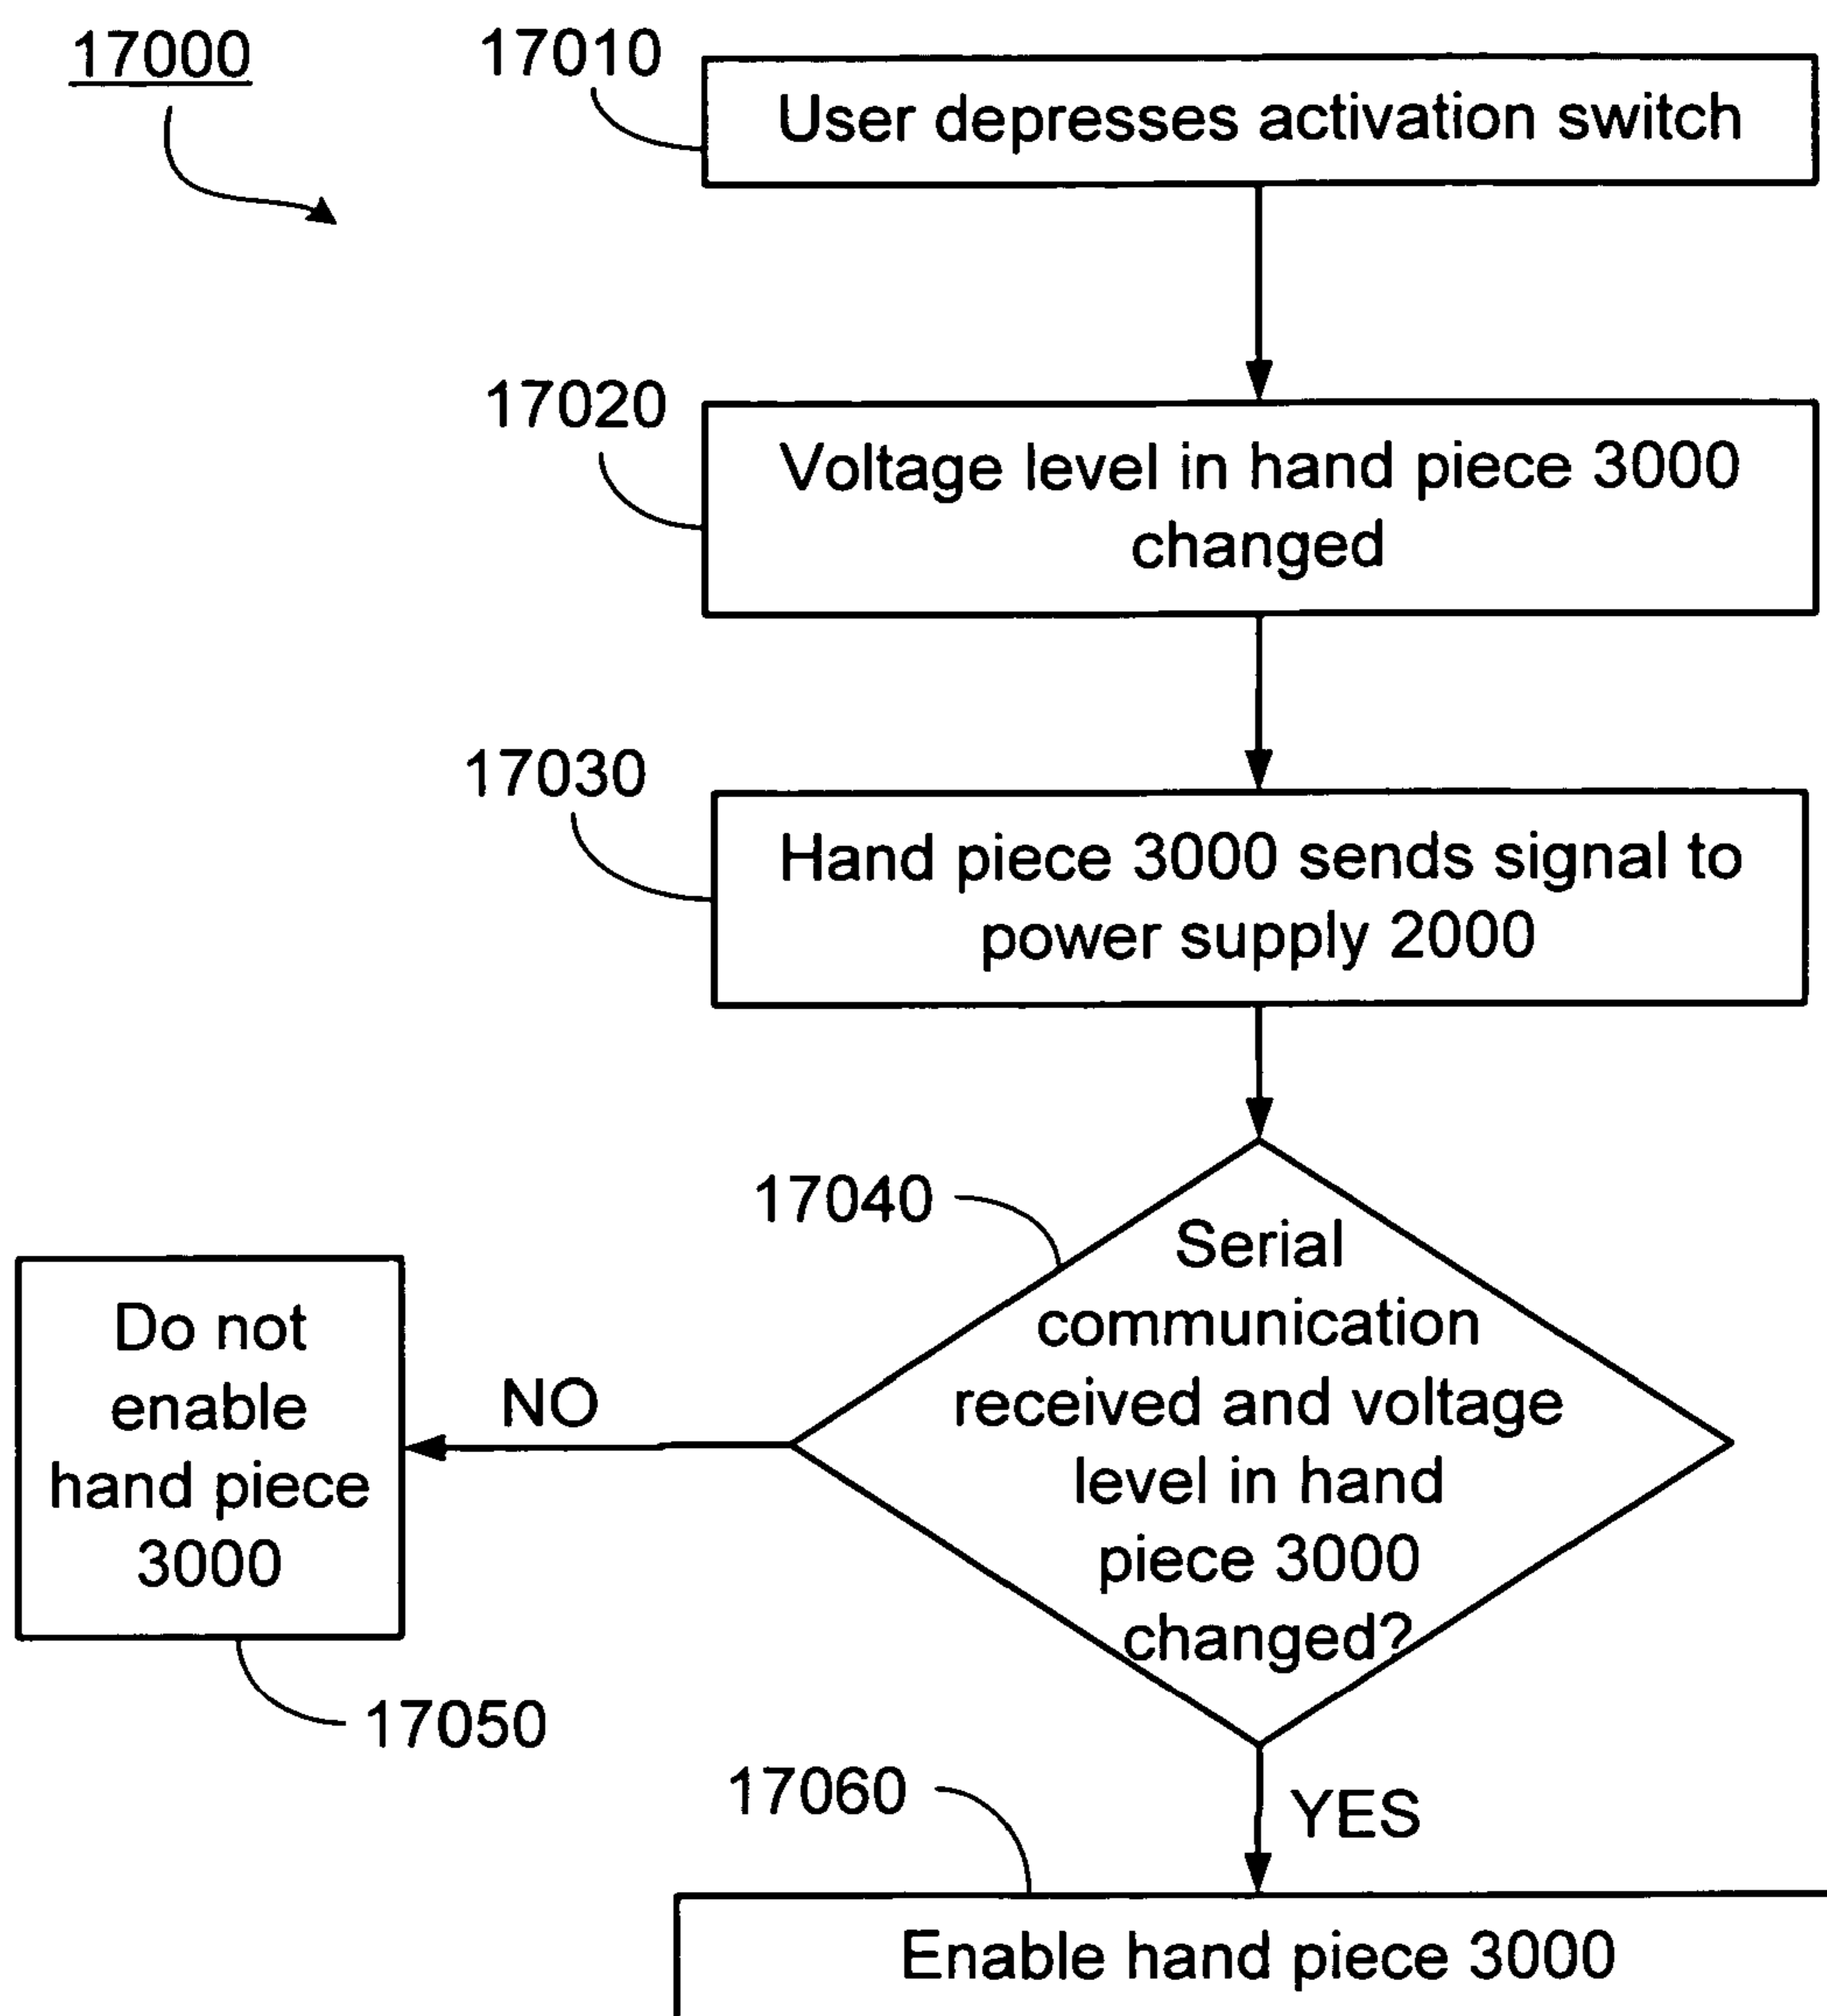 17000
17010
User depresses activation switch
17020
Voltage level in hand piece 3000
changed
17030
Hand piece 3000 sends signal to
power supply 2000
17040
Serial
communication
received and voltage
level in hand
piece 3000
changed?
NO
Do not
enable
hand piece
3000
17050
YES
17060
Enable hand piece 3000